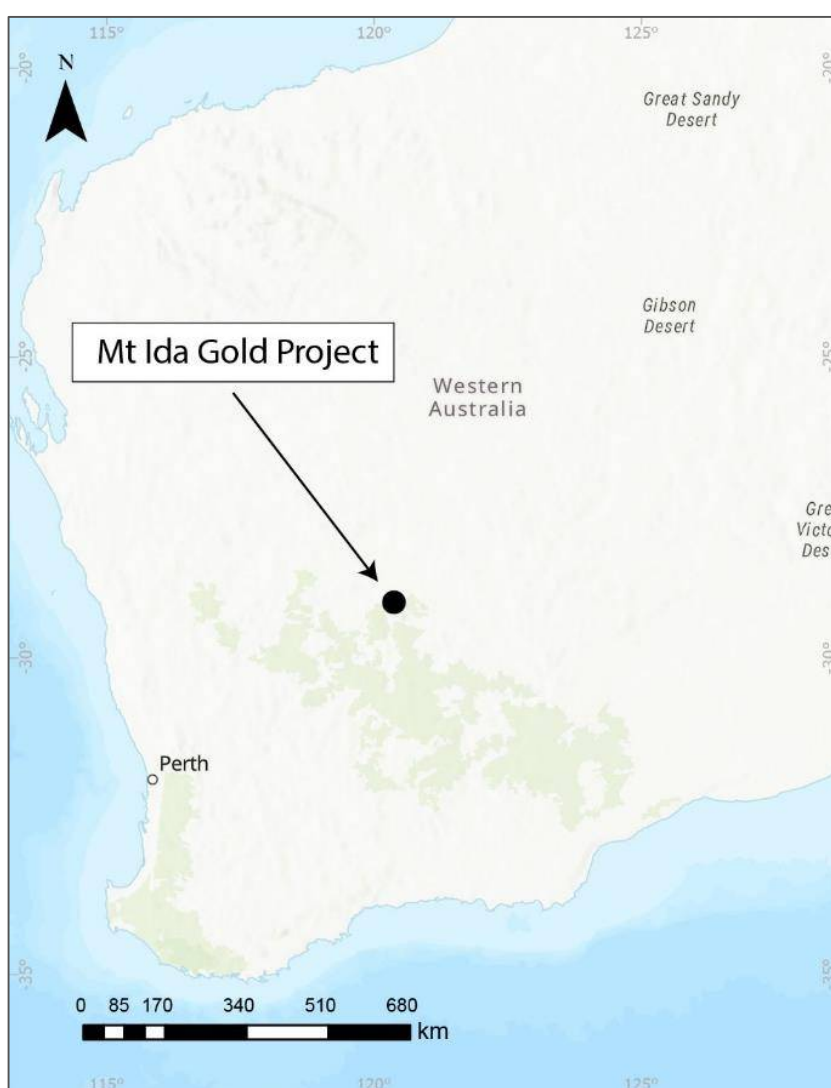 115°
120°
125°
-20°
-20°
N
Great Sandy
Desert
Gibson
Desert
Mt Ida Gold Project
-25°
-25°
Western
Australia
Gre
Victo
Des
-30°
-30°
Perth
-35°
-35°
0 85 170 340 510 680
km
115°
120°
125°